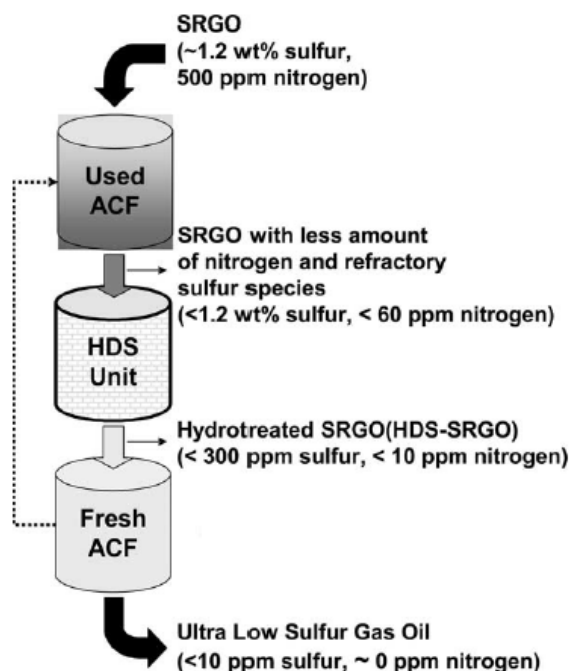 SRGO
(~1.2 wt% sulfur,
500 ppm nitrogen)
Used
ACF
SRGO with less amount
of nitrogen and refractory
sulfur species
(<1.2 wt% sulfur, < 60 ppm nitrogen)
HDS
Unit
Hydrotreated SRGO(HDS-SRGO)
(< 300 ppm sulfur, < 10 ppm nitrogen)
Fresh
ACF
Ultra Low Sulfur Gas Oil
(<10 ppm sulfur, ~ 0 ppm nitrogen)